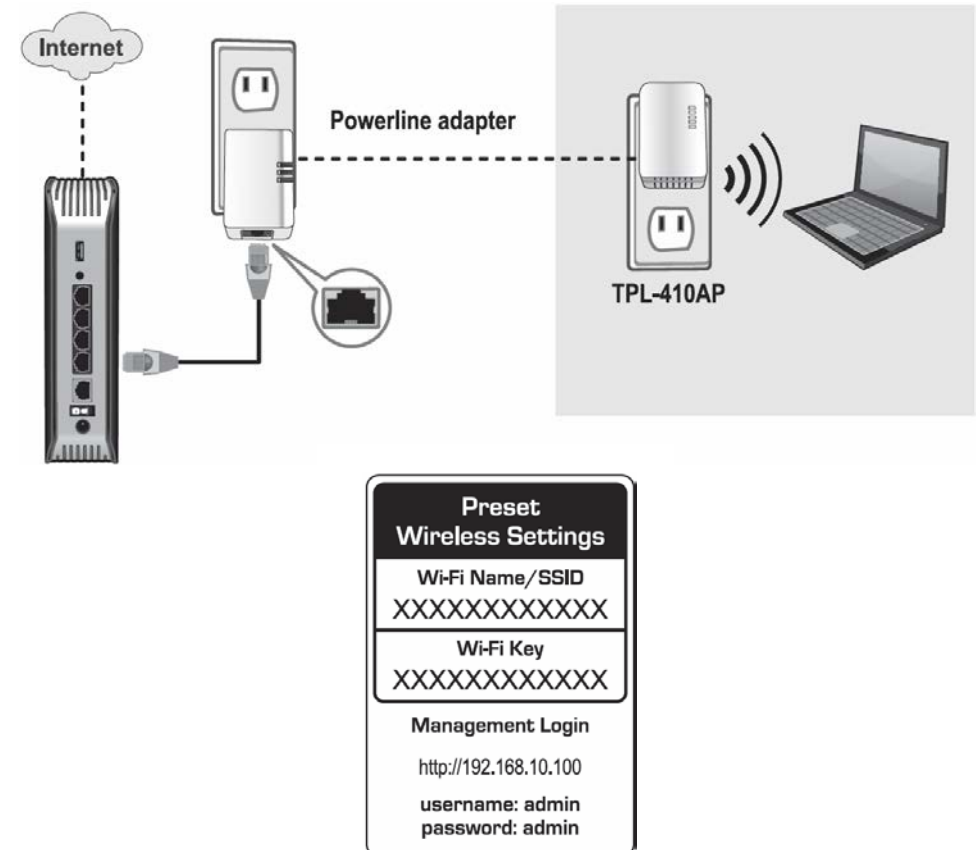 Internet
Powerline adapter
TPL-410AP
Preset
Wireless Settings
Wi-Fi Name/SSID
XXXXXXXXXXXX
Wi-Fi Key
XXXXXXXXXXXX
Management Login
http://192.168.10.100
username: admin
password: admin